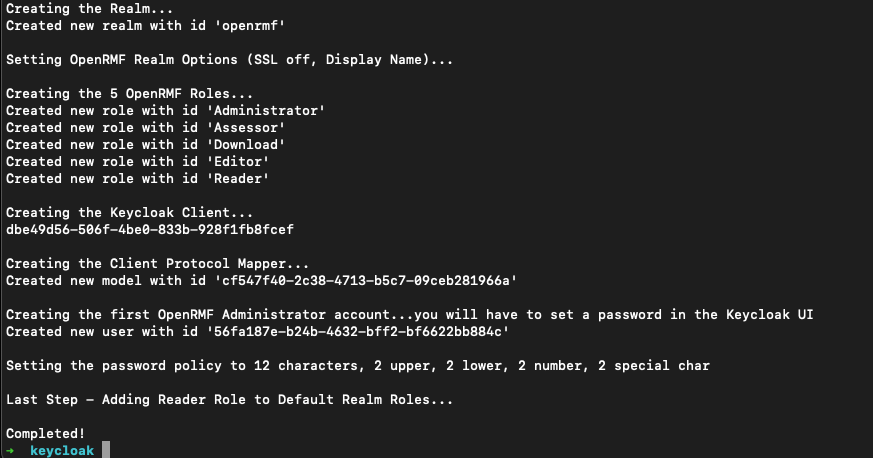 Creating the Realm...
Created new realm with id 'openrmf'
Setting OpenRMF Realm Options (SSL off, Display Name)...
Creating the 5 OpenRMF Roles...
Created new role with id 'Administrator'
Created new role with id 'Assessor'
Created new role with id 'Download'
Created new role with id 'Editor'
Created new role with id 'Reader'
Creating the Keycloak Client...
dbe49d56-506f-4be0-833b-928f1fb8fcef
Creating the Client Protocol Mapper...
Created new model with id 'cf547f40-2c38-4713-b5c7-09ceb281966a'
Creating the first OpenRMF Administrator account...you will have to set a password in the Keycloak UI
Created new user with id '56fa187e-b24b-4632-bff2-bf6622bb884c'
Setting the password policy to 12 characters, 2 upper, 2 lower, 2 number, 2 special char
Last Step - Adding Reader Role to Default Realm Roles...
Completed!
→ keycloak